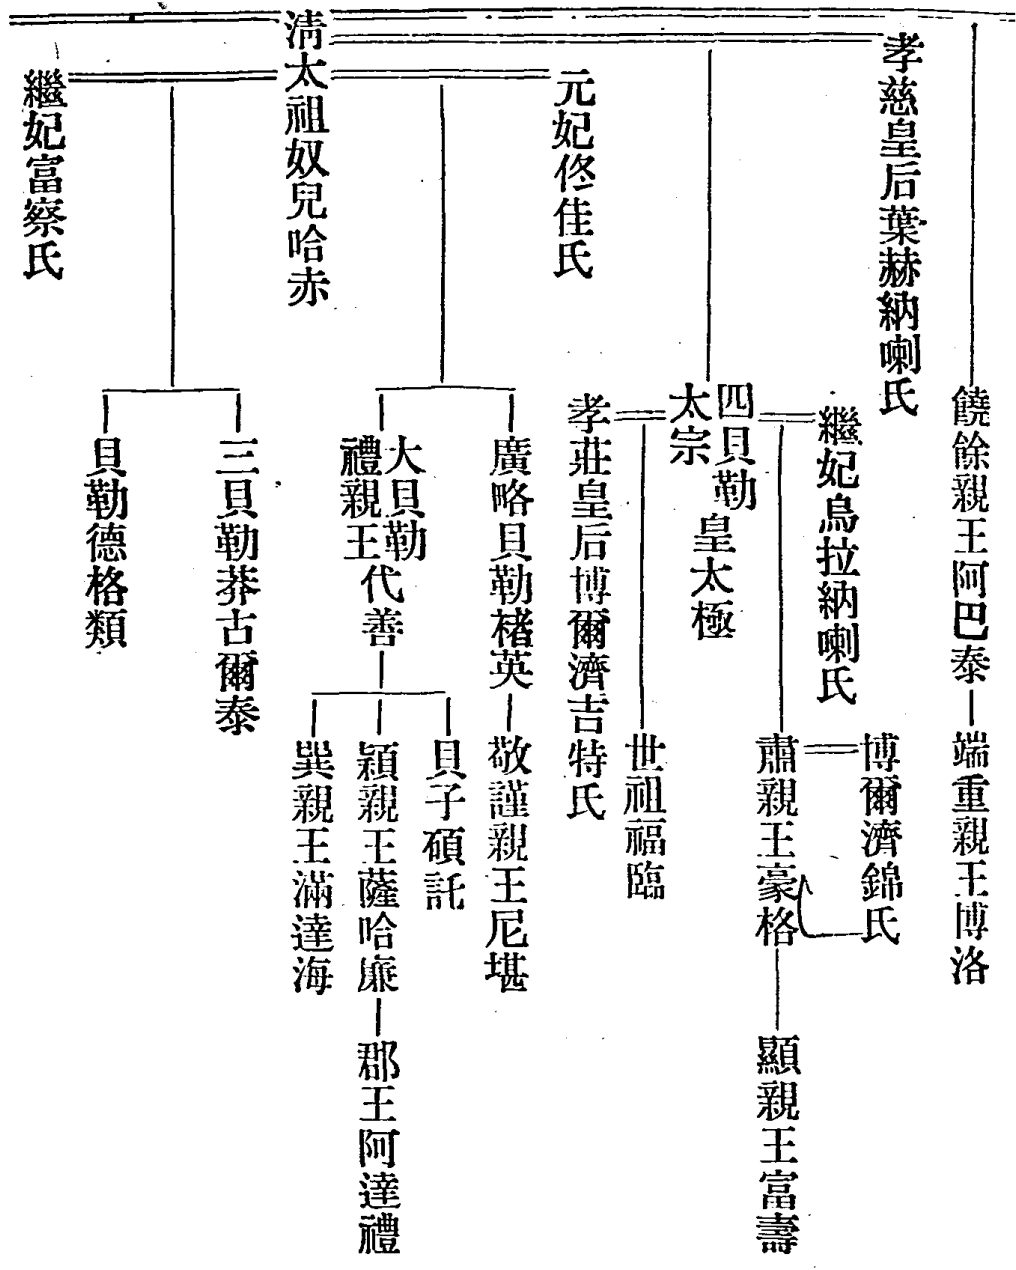 饒餘親王阿巴泰
端重親王博洛
孝慈皇后葉赫納喇氏
博爾濟錦氏
繼妃烏拉納喇氏
肅親王豪格
顯親王富壽
四貝勒
太宗
皇太極
世祖福臨
孝莊皇后博爾濟吉特氏
元妃佟佳氏
廣略貝勒楮英
敬謹親王尼堪
貝子碩託
大貝勒
禮親王
代善
穎親王薩哈廉
郡王阿達禮
巽親王滿達海
清太祖奴兒哈赤
三貝勒莽古爾泰
貝勒德格類
繼妃富察氏